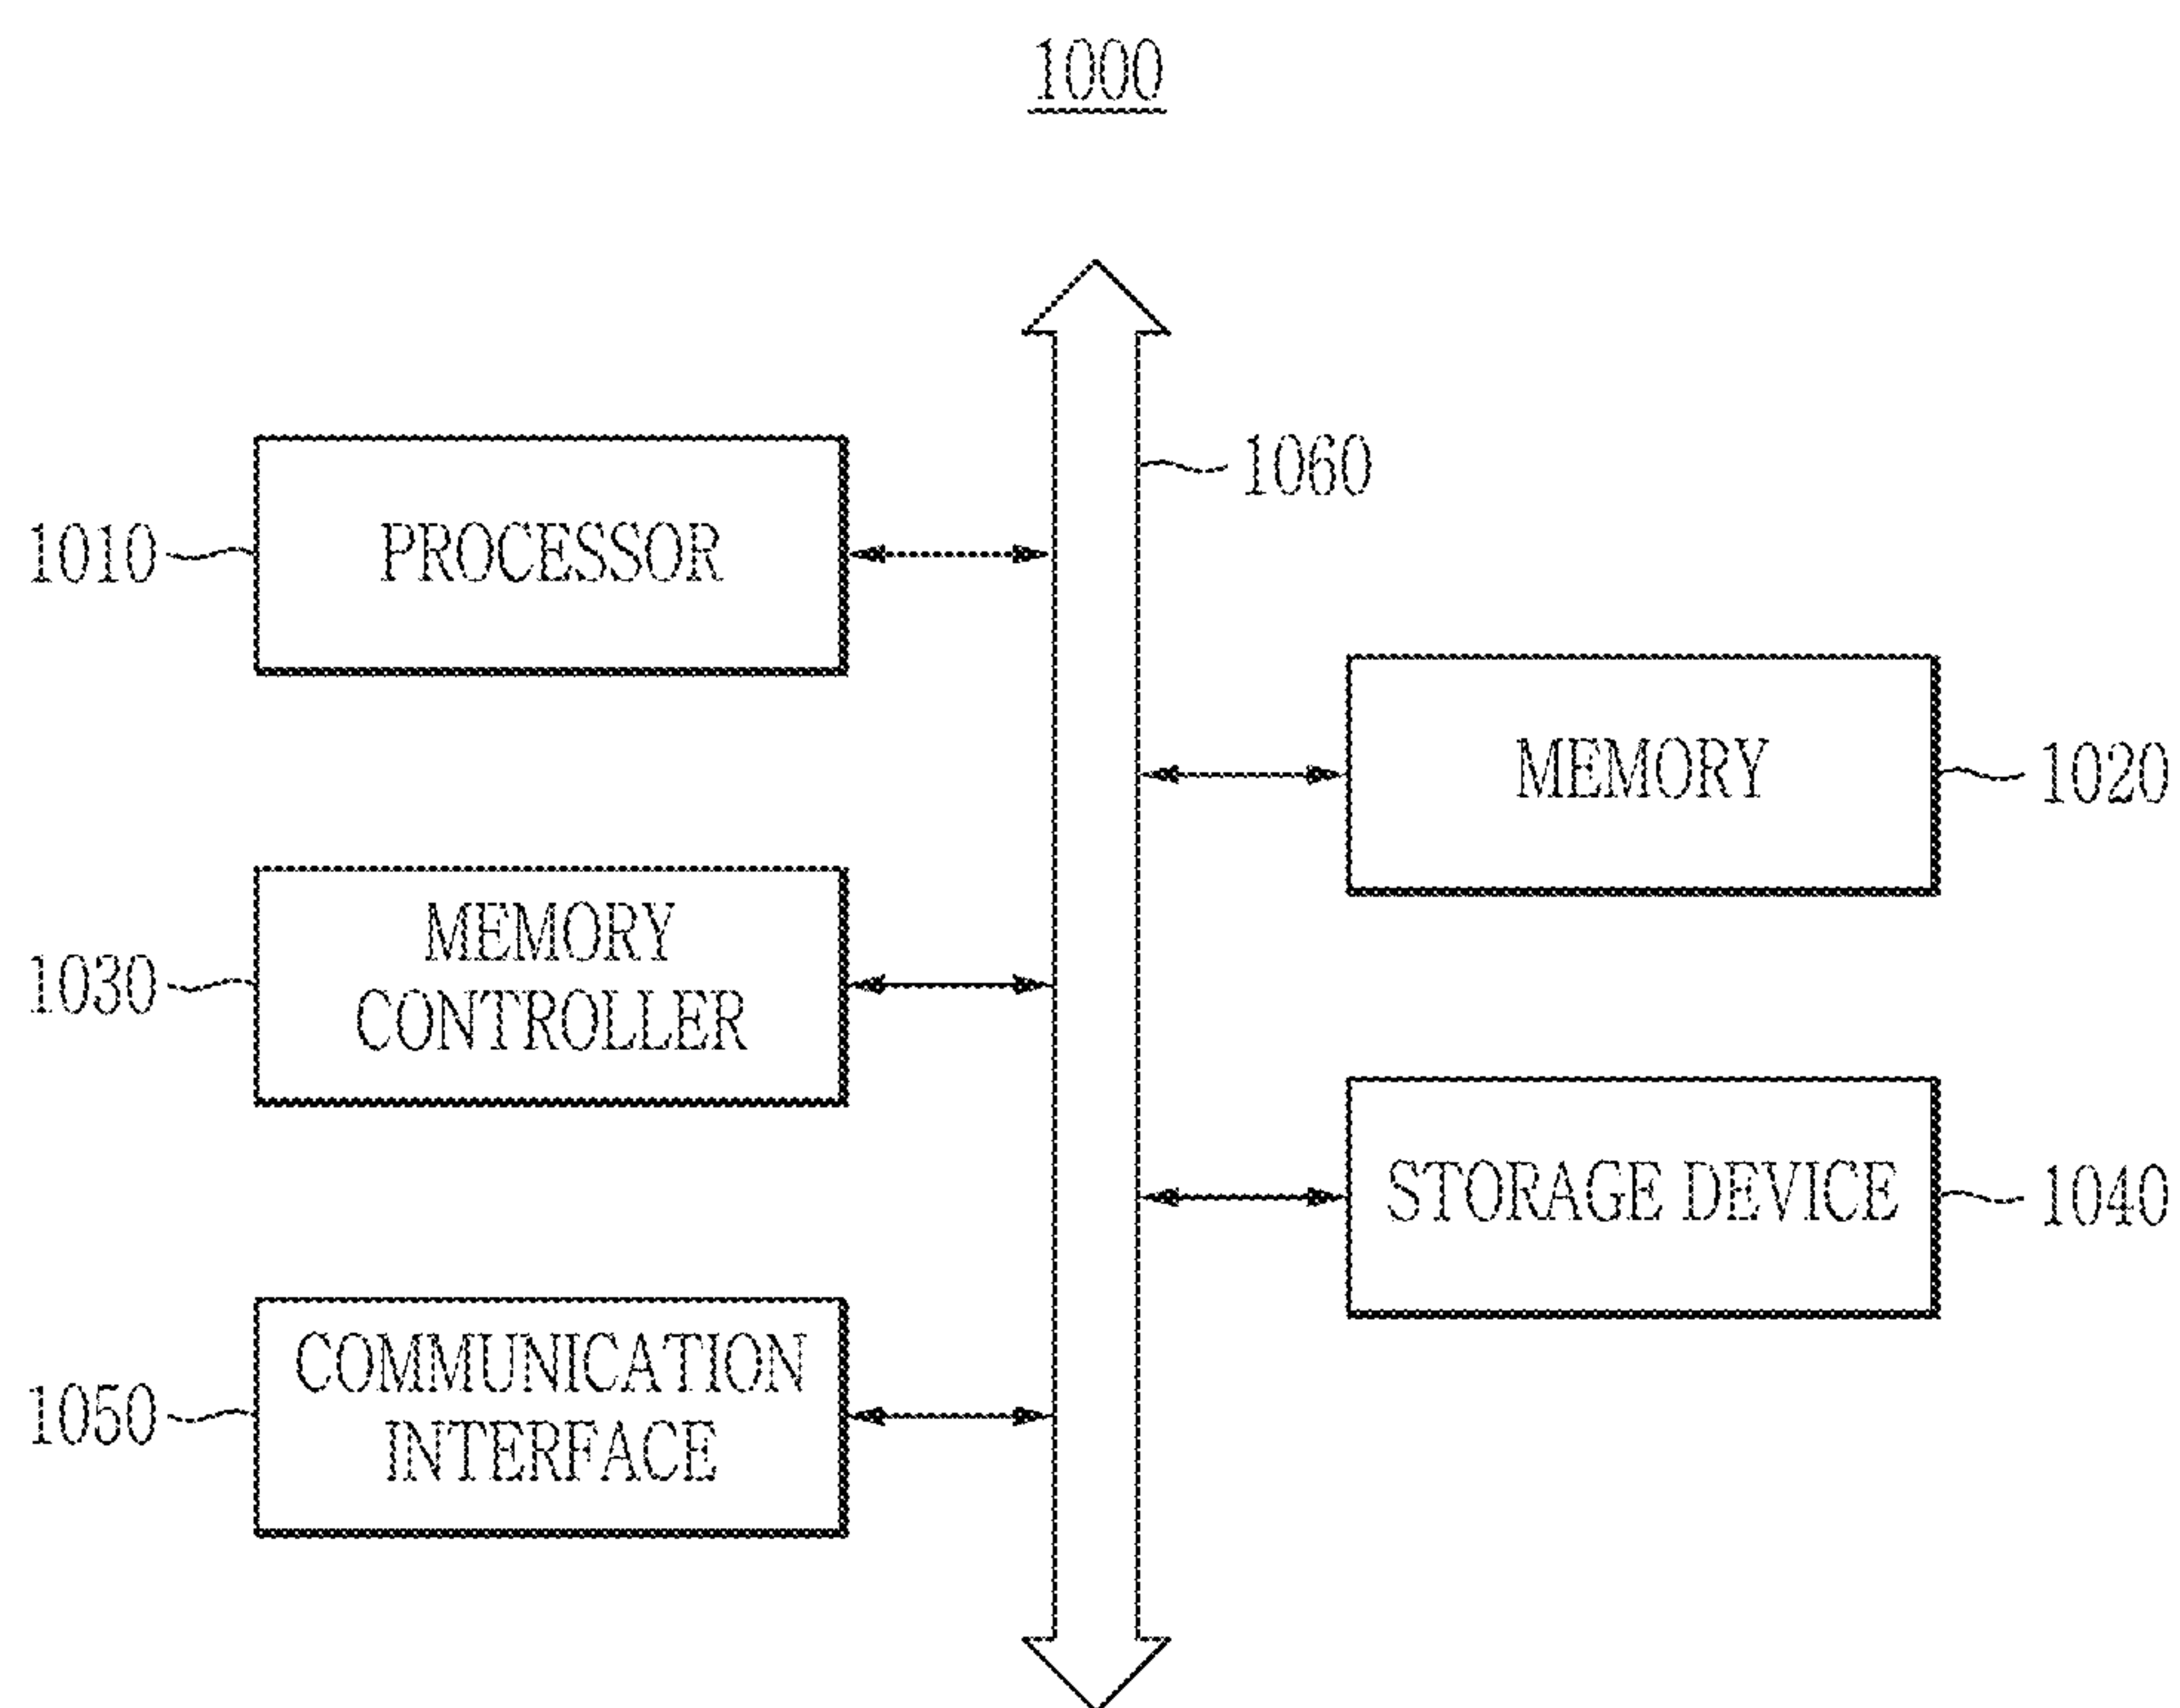 1000
1060
1010
PROCESSOR
MEMORY
1020
1030
MEMORY
CONTROLLER
STORAGE DEVICE
1040
1050
COMMUNICATION
INTERFACE